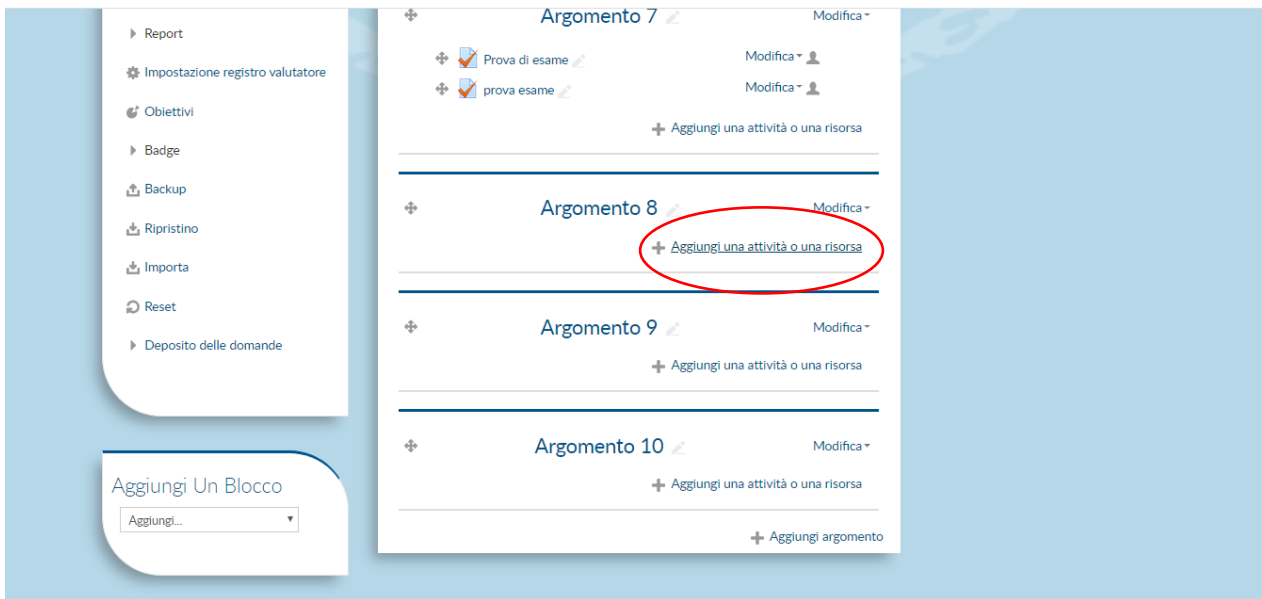 Report
Impostazione registro valutatore
Obiettivi
Badge
Backup
Ripristino
Importa
Reset
Deposito delle domande
Aggiungi Un Blocco
Aggiungi...
Argomento 7 Modifica
Prova di esame Modifica
prova esame Modifica
Aggiungi una attività o una risorsa
Argomento 8 Modifica
Aggiungi una attività o una risorsa
Argomento 9 Modifica
Aggiungi una attività o una risorsa
Argomento 10 Modifica
Aggiungi una attività o una risorsa
Aggiungi argomento